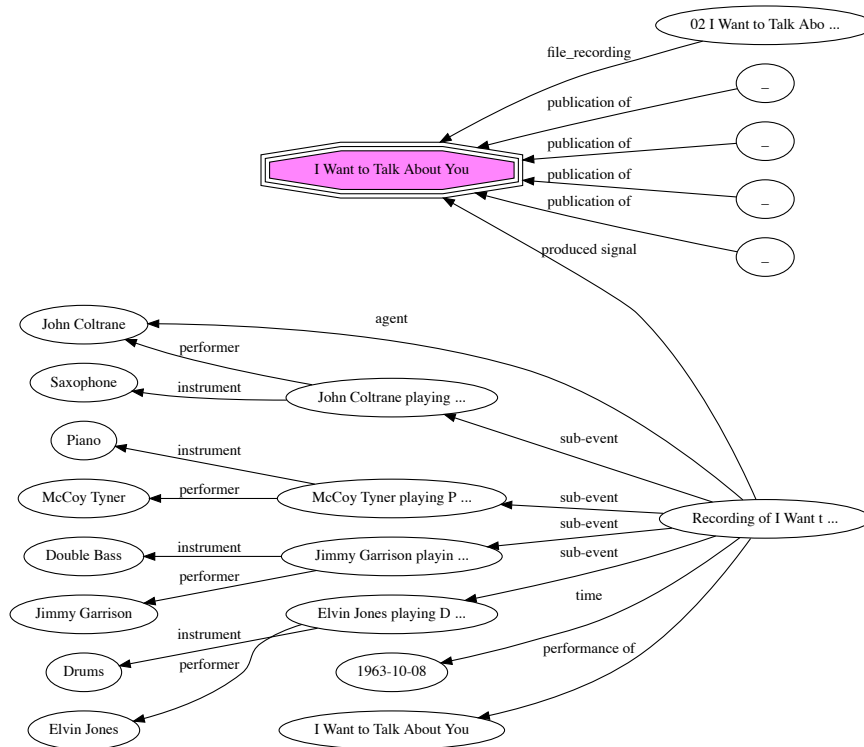 02 I Want to Talk Abo ...
file_recording
_
publication of
_
publication of
I Want to Talk About You
publication of
_
publication of
_
produced signal
John Coltrane
agent
performer
Saxophone
instrument
John Coltrane playing ...
Piano
sub-event
instrument
McCoy Tyner
performer
McCoy Tyner playing P ...
sub-event
Recording of I Want t ...
sub-event
Double Bass
instrument
Jimmy Garrison playin ...
sub-event
performer
Jimmy Garrison
Elvin Jones playing D ...
time
instrument
performer
performance of
Drums
1963-10-08
Elvin Jones
I Want to Talk About You